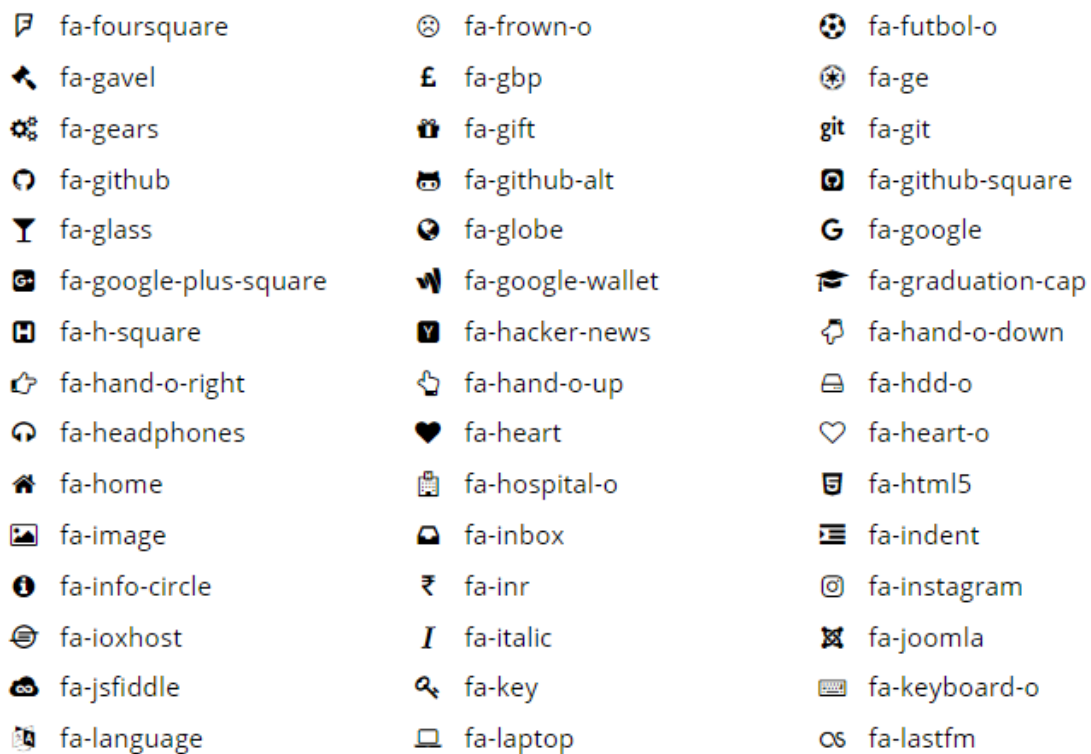 fa-foursquare fa-frown-o fa-futbol-o
fa-gavel fa-gbp fa-ge
fa-gears fa-gift git fa-git
fa-github fa-github-alt fa-github-square
fa-glass fa-globe fa-google
fa-google-plus-square fa-google-wallet fa-graduation-cap
fa-h-square fa-hacker-news fa-hand-o-down
fa-hand-o-right fa-hand-o-up fa-hdd-o
fa-headphones fa-heart fa-heart-o
fa-home fa-hospital-o fa-html5
fa-image fa-inbox fa-indent
fa-info-circle fa-inr fa-instagram
fa-ioxhost fa-italic fa-joomla
fa-jsfiddle fa-key fa-keyboard-o
fa-language fa-laptop fa-lastfm